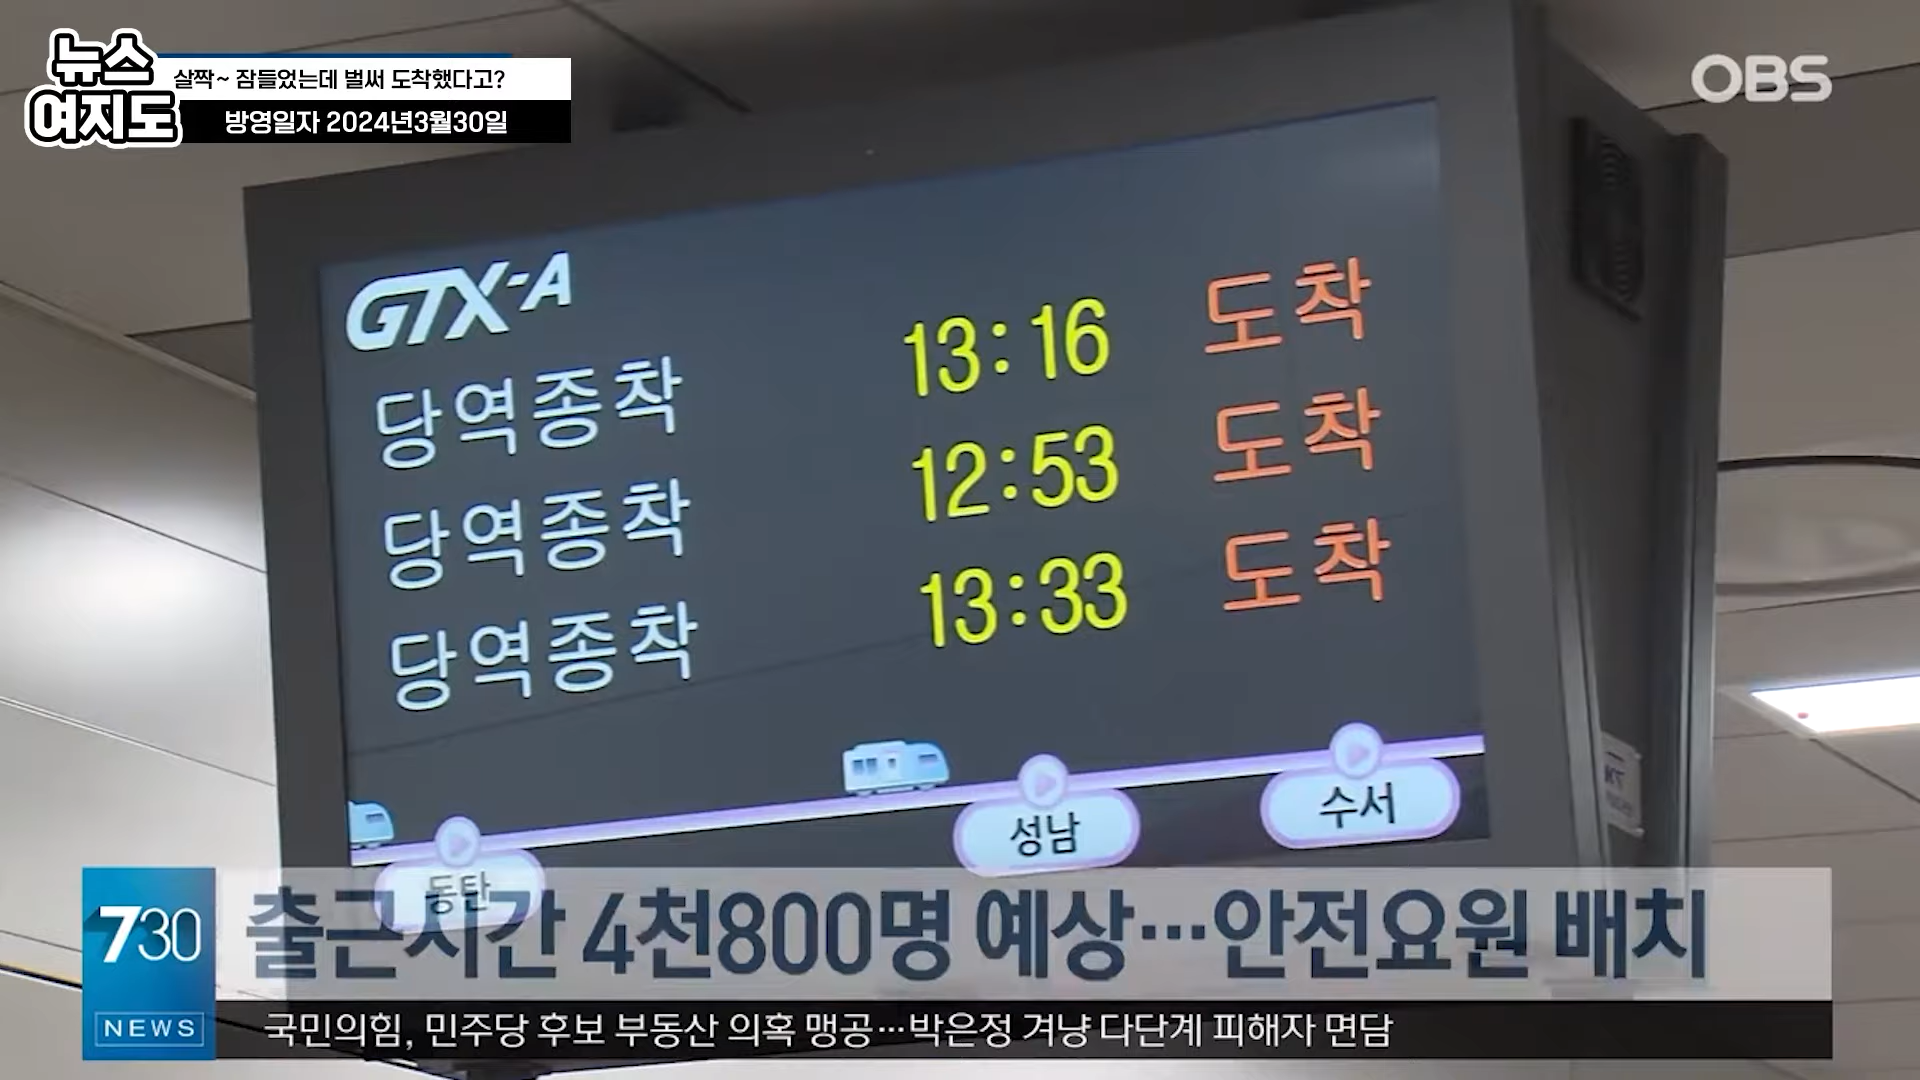 뉴스
여지도
살짝~ 잠들었는데 벌써 도착했다고?
방영일자 2024년3월30일
OBS
GTX-A
당역종착 13:16 도착
당역종착 12:53 도착
당역종착 13:33 도착
동탄 성남 수서
730
NEWS
출근시간 4천800명 예상…안전요원 배치
국민의힘, 민주당 후보 부동산 의혹 맹공…박은정 겨냥 다단계 피해자 면담